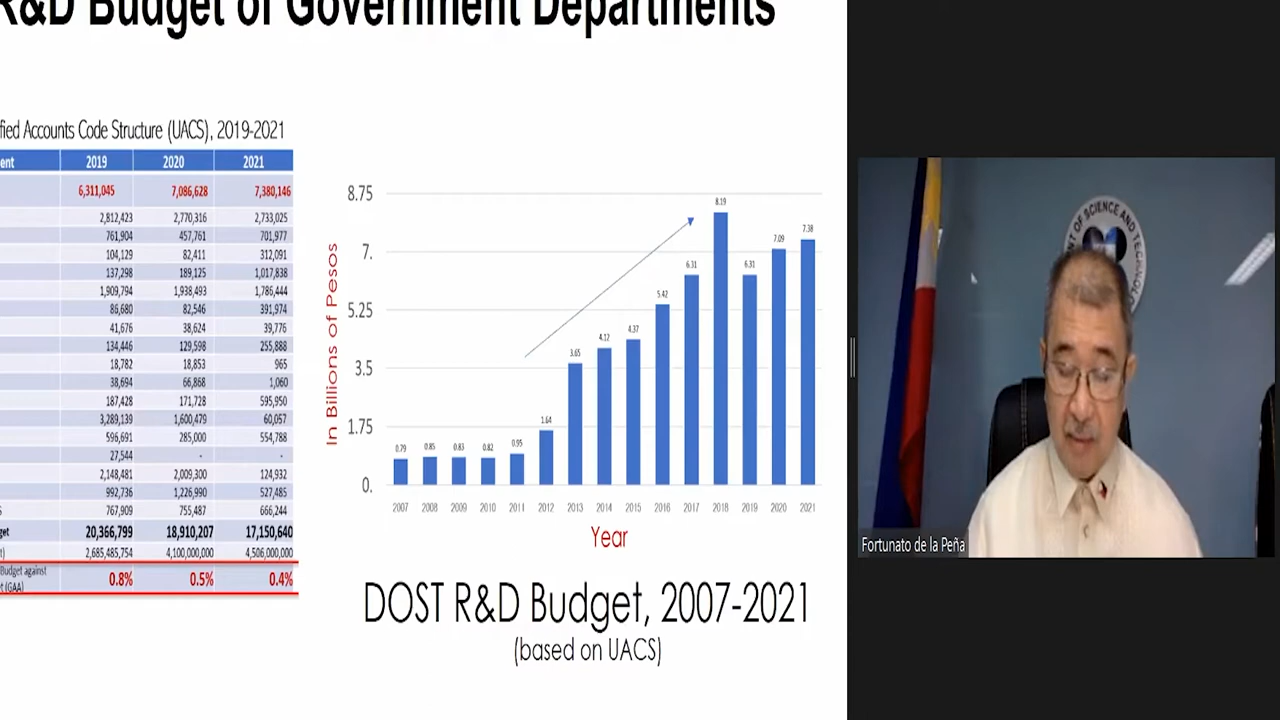 R&D Budget of Government Departments
fied Accounts Code Structure (UACS), 2019-2021
ent 2019 2020 2021
6,311,045 7,086,628 7,380,146
2,812,423 2,770,316 2,733,025
761,904 457,761 701,977
104,129 82,411 312,091
137,298 189,125 1,017,838
1,909,794 1,938,493 1,786,444
86,680 82,546 391,974
41,676 38,624 39,776
134,446 129,598 255,888
18,782 18,853 965
38,694 66,868 1,060
187,428 171,728 595,950
3,289,139 1,600,479 60,057
596,691 285,000 554,788
27,544 - -
2,148,481 2,009,300 124,932
992,736 1,226,990 527,485
S 767,909 755,487 666,244
get 20,366,799 18,910,207 17,150,640
t) 2,685,485,754 4,100,000,000 4,506,000,000
Budget against
t (GAA) 0.8% 0.5% 0.4%
In Billions of Pesos
8.75
7.
5.25
3.5
1.75
0.
0.79 0.85 0.83 0.82 0.95 1.64 3.65 4.12 4.37 5.42 6.31 8.19 6.31 7.09 7.38
2007 2008 2009 2010 2011 2012 2013 2014 2015 2016 2017 2018 2019 2020 2021
Year
DOST R&D Budget, 2007-2021
(based on UACS)
T OF SCIENCE AND TECHNOLOG
Fortunato de la Peña